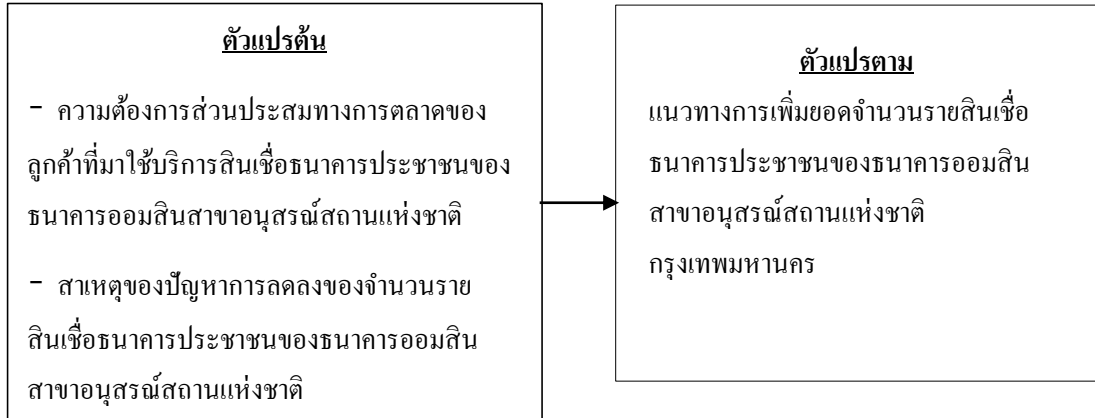 ตัวแปรต้น
- ความต้องการส่วนประสมทางการตลาดของ
ลูกค้าที่มาใช้บริการสินเชื่อธนาคารประชาชนของ
ธนาคารออมสินสาขาอนุสรณ์สถานแห่งชาติ
- สาเหตุของปัญหาการลดลงของจำนวนราย
สินเชื่อธนาคารประชาชนของธนาคารออมสิน
สาขาอนุสรณ์สถานแห่งชาติ
ตัวแปรตาม
แนวทางการเพิ่มยอดจำนวนรายสินเชื่อ
ธนาคารประชาชนของธนาคารออมสิน
สาขาอนุสรณ์สถานแห่งชาติ
กรุงเทพมหานคร